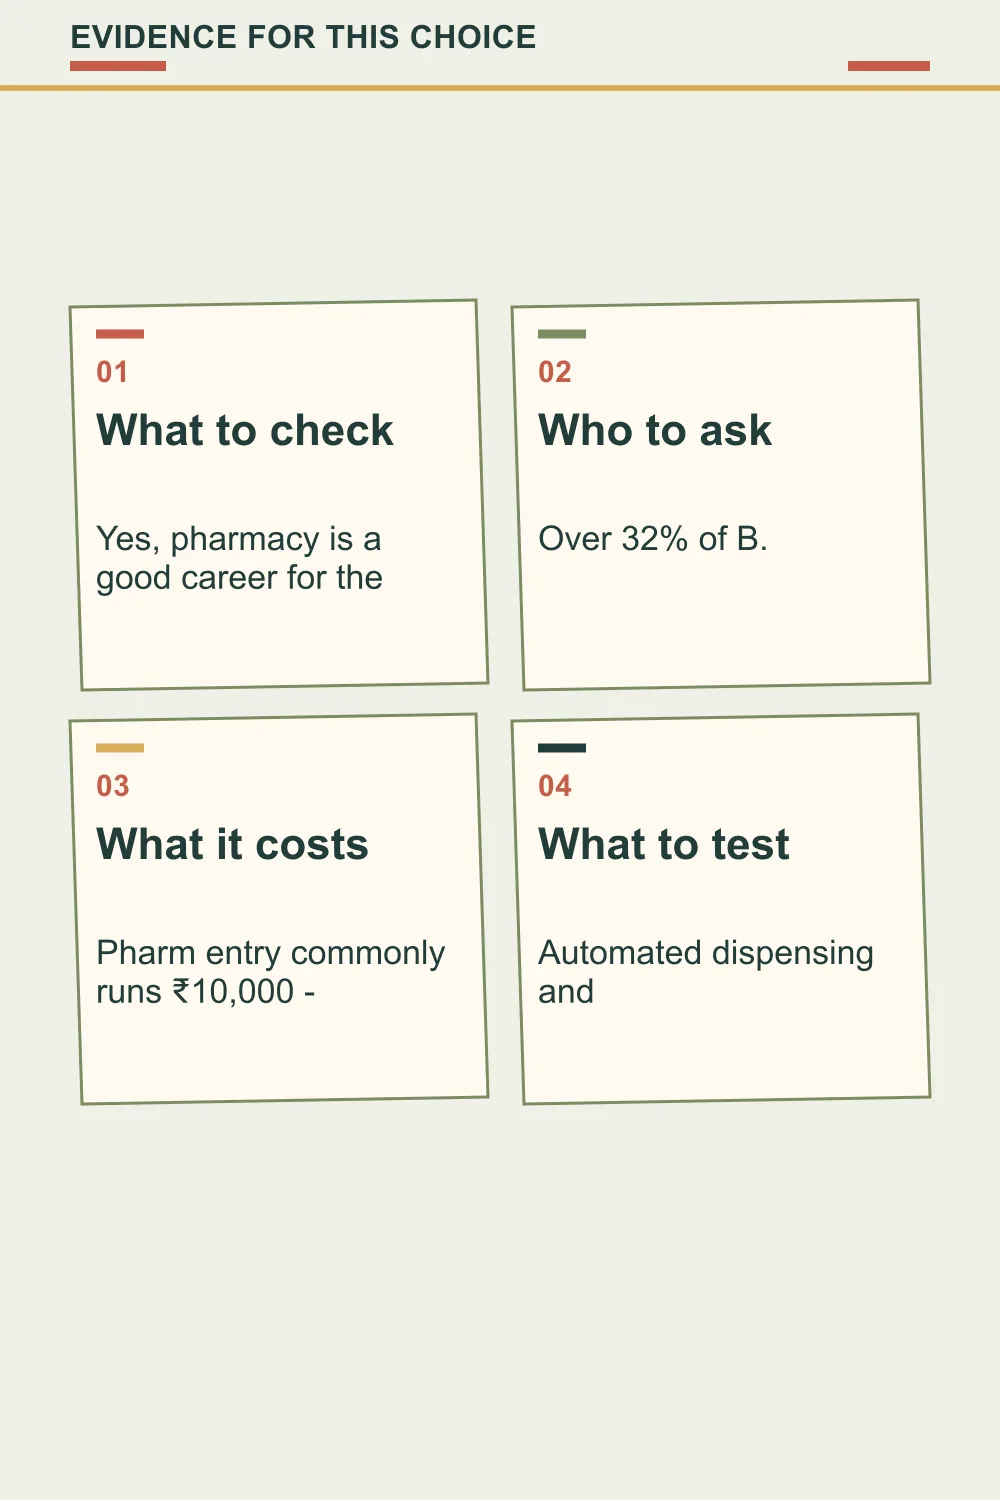 EVIDENCE FOR THIS CHOICE
01
What to check
Yes, pharmacy is a
good career for the
02
Who to ask
Over 32% of B.
03
What it costs
Pharm entry commonly
runs ₹10,000 -
04
What to test
Automated dispensing
and